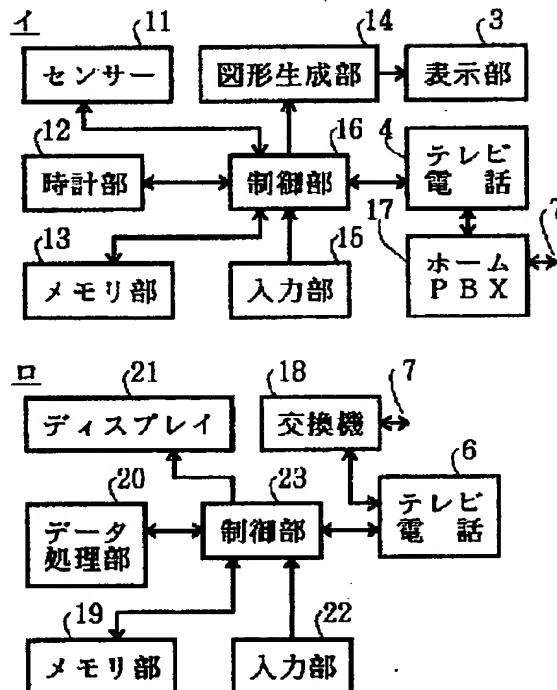 イ
11
14
3
センサー
図形生成部
表示部
12
16
4
時計部
制御部
テレビ
電話
13
15
17
7
メモリ部
入力部
ホーム
PBX
ロ
21
18
7
ディスプレイ
交換機
20
23
6
データ
処理部
制御部
テレビ
電話
19
22
メモリ部
入力部